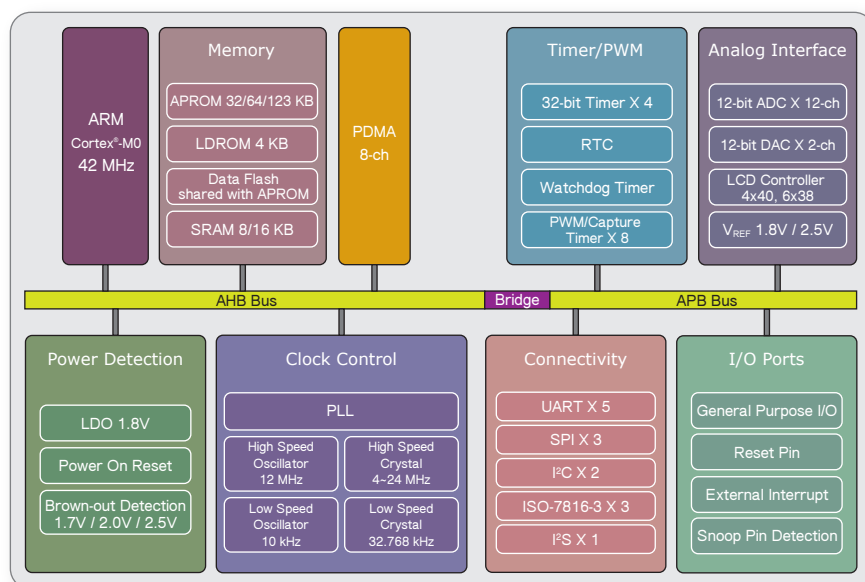 ARM
Cortex®-M0
42 MHz
Memory
APROM 32/64/123 KB
LDROM 4 KB
Data Flash
shared with APROM
SRAM 8/16 KB
PDMA
8-ch
Timer/PWM
32-bit Timer X 4
RTC
Watchdog Timer
PWM/Capture
Timer X 8
Analog Interface
12-bit ADC X 12-ch
12-bit DAC X 2-ch
LCD Controller
4x40, 6x38
VREF 1.8V / 2.5V
AHB Bus
Bridge
APB Bus
Power Detection
LDO 1.8V
Power On Reset
Brown-out Detection
1.7V / 2.0V / 2.5V
Clock Control
PLL
High Speed
Oscillator
12 MHz
High Speed
Crystal
4~24 MHz
Low Speed
Oscillator
10 kHz
Low Speed
Crystal
32.768 kHz
Connectivity
UART X 5
SPI X 3
I²C X 2
ISO-7816-3 X 3
I²S X 1
I/O Ports
General Purpose I/O
Reset Pin
External Interrupt
Snoop Pin Detection